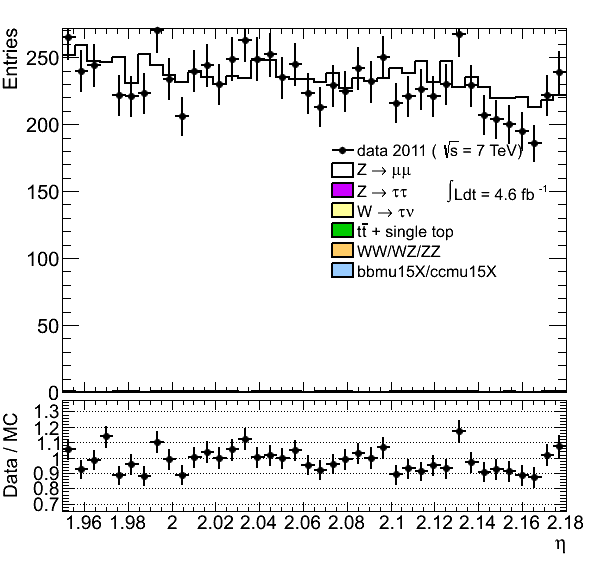 Entries
250
200
150
100
50
0
data 2011 ( √s = 7 TeV)
Z → μμ
Z → ττ
∫Ldt = 4.6 fb⁻¹
W → τν
tt̄ + single top
WW/WZ/ZZ
bbmu15X/ccmu15X
Data / MC
1.3
1.2
1.1
1
0.9
0.8
0.7
1.96 1.98 2 2.02 2.04 2.06 2.08 2.1 2.12 2.14 2.16 2.18
η